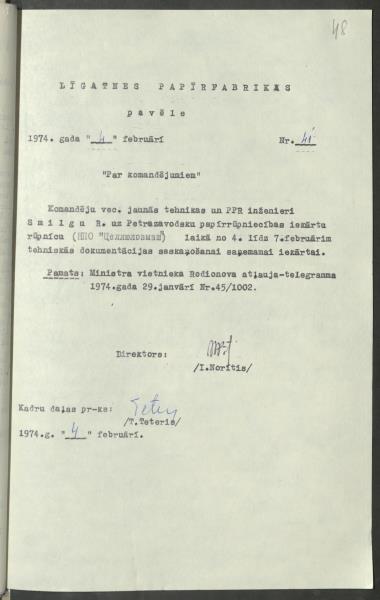 48
LĪGATNES PAPĪRFABRIKAS
pavēle
1974. gada "4" februārī Nr. 41
"Par komandējumiem"
Komandēju vec. jaunās tehnikas un PPR inženieri
Smilgu R. uz Petrazavodsku papīrrūpniecības iekārtu
rūpnīcu (НПО "Целлюлозмаш") laikā no 4. līdz 7.februārim
tehniskās dokumentācijas saskaņošanai saņemamai iekārtai.
Pamats: Ministra vietnieka Rodionova atļauja-telegramma
1974.gada 29.janvārī Nr.45/1002.
Direktors:
/I.Norītis/
Kadru daļas pr-ks: Teter
/T.Teteris/
1974.g. "4" februārī.